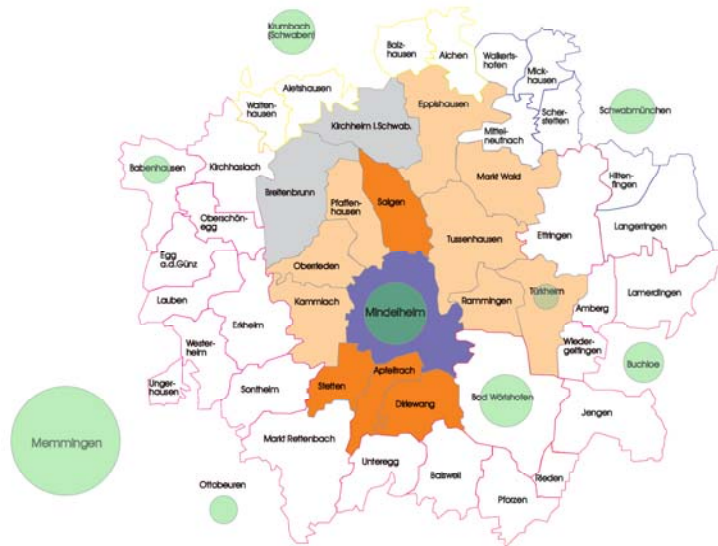 Krumbach
(Schwaben)
Balz-
hausen
Aichen
Walkerts-
hofen
Mick-
hausen
Aletshausen
Walten-
hausen
Eppishausen
Scher-
stetten
Schwabmünchen
Kirchheim i.Schwab.
Mittel-
neufnach
Babenhausen
Kirchhaslach
Markt Wald
Hilten-
fingen
Breitenbrunn
Pfaffen-
hausen
Salgen
Oberschön-
egg
Ettringen
Langerringen
Tussenhausen
Egg
a.d.Günz
Oberrieden
Lauben
Kammlach
Rammingen
Türkheim
Amberg
Lamerdingen
Mindelheim
Erkheim
Wester-
heim
Wieder-
geltingen
Buchloe
Unger-
hausen
Sontheim
Stetten
Apfeltrach
Dirlewang
Bad Wörishofen
Jengen
Memmingen
Markt Rettenbach
Unteregg
Baisweil
Rieden
Pforzen
Ottobeuren